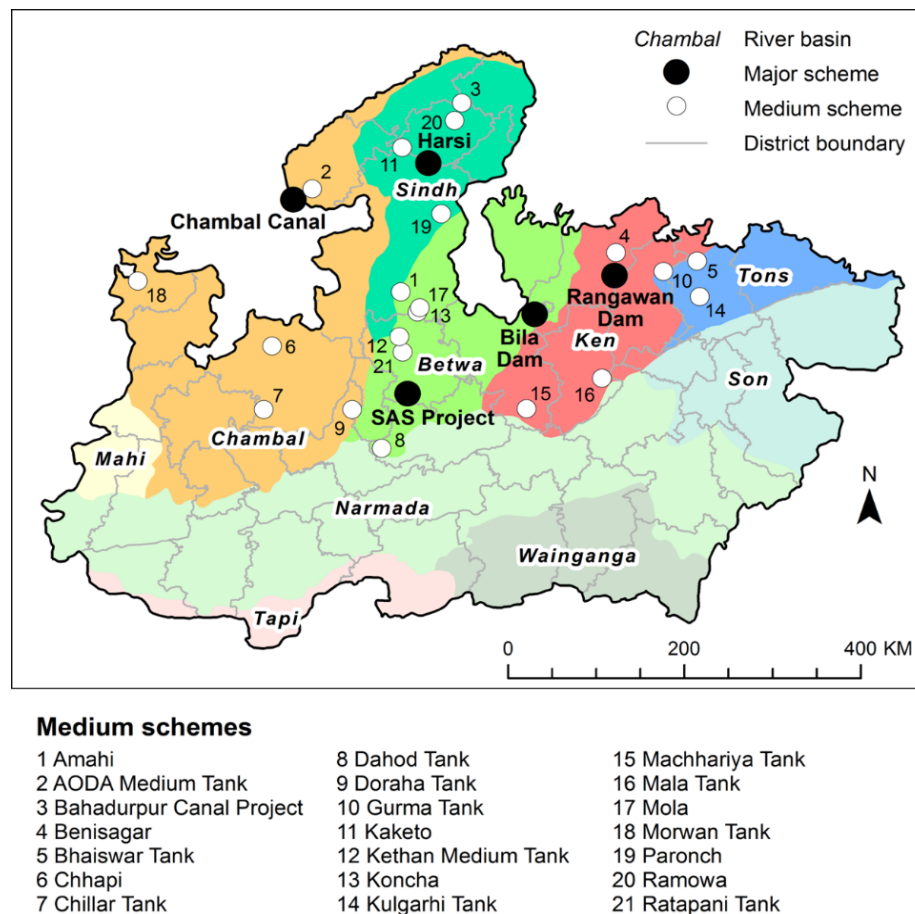 Chambal River basin
Major scheme
Medium scheme
District boundary
3
20
Harsi
11
Sindh
2
Chambal Canal
19
4
5
10
Tons
18
1
17
13
Rangawan
Dam
14
6
12
21
Bila
Dam
Ken
Betwa
Son
7
9
SAS Project
15
16
Chambal
8
Mahi
Narmada
N
Wainganga
Tapi
0 200 400 KM
Medium schemes
1 Amahi
2 AODA Medium Tank
3 Bahadurpur Canal Project
4 Benisagar
5 Bhaiswar Tank
6 Chhapi
7 Chillar Tank
8 Dahod Tank
9 Doraha Tank
10 Gurma Tank
11 Kaketo
12 Kethan Medium Tank
13 Koncha
14 Kulgarhi Tank
15 Machhariya Tank
16 Mala Tank
17 Mola
18 Morwan Tank
19 Paronch
20 Ramowa
21 Ratapani Tank